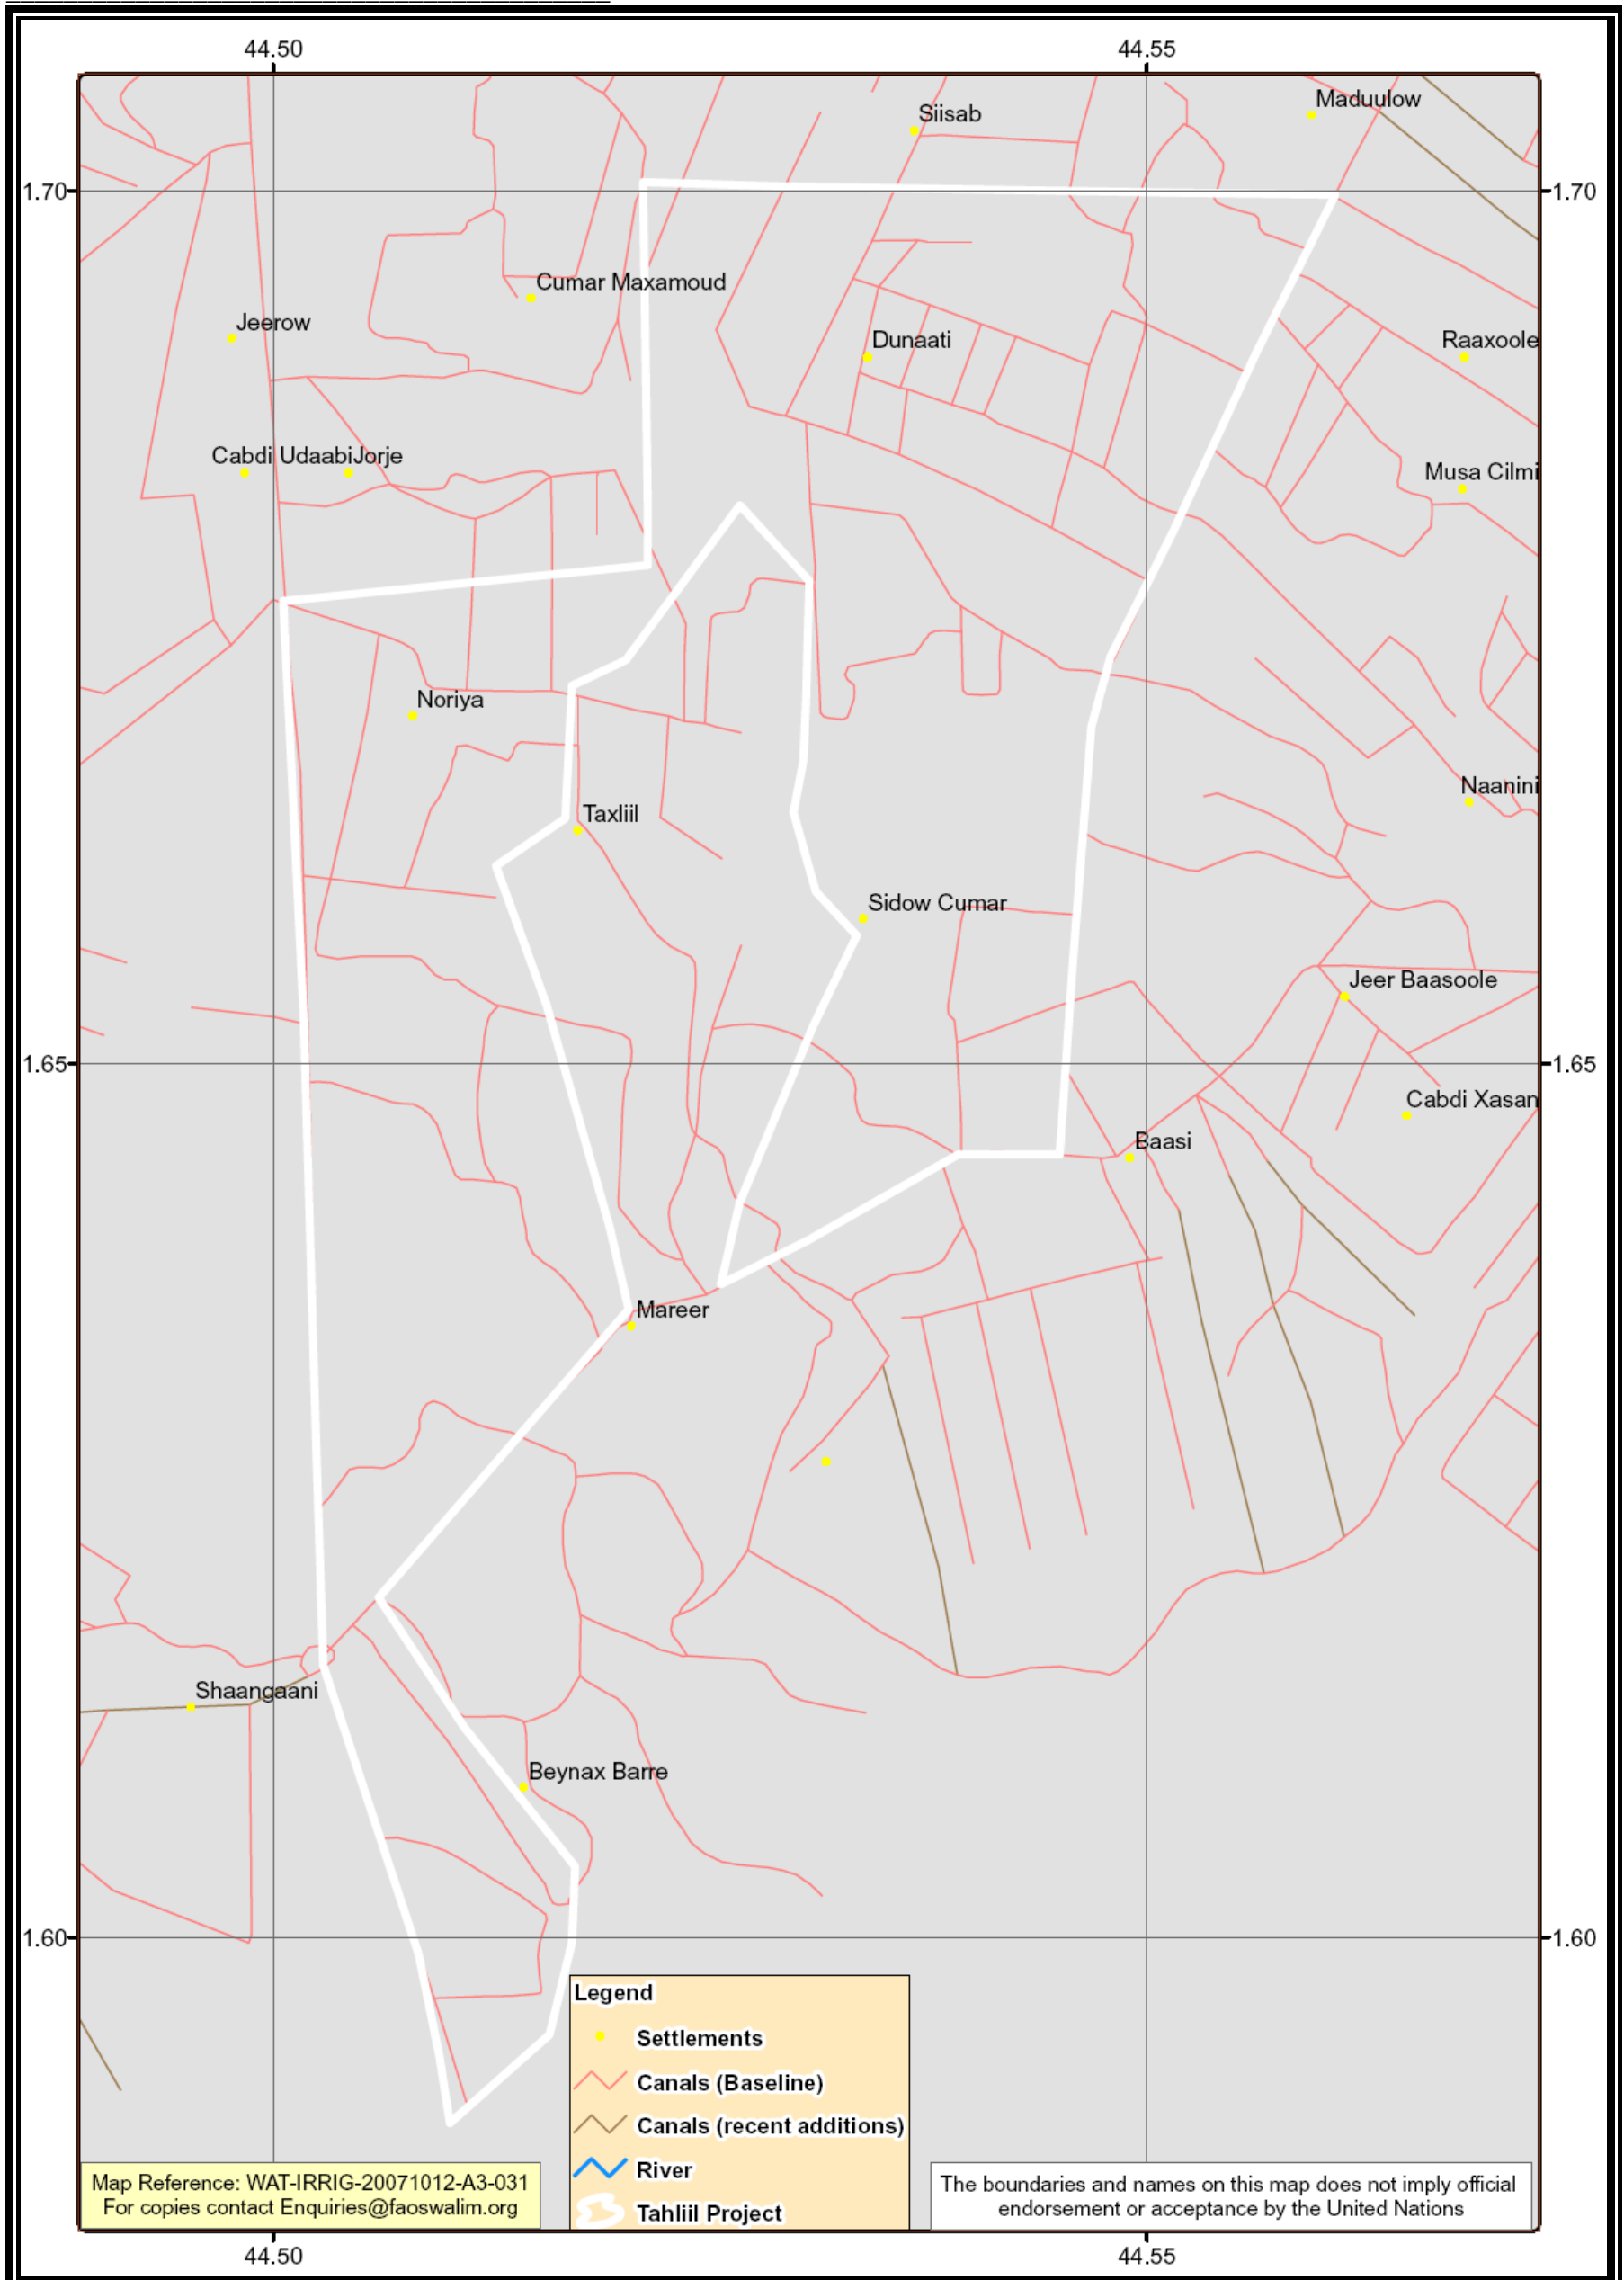 44.50 44.55
Maduulow
Siisab
1.70 1.70
Cumar Maxamoud
Jeerow
Dunaati
Raaxoole
Cabdi Udaabi Jorje
Musa Cilmi
Noriya
Naanini
Taxliil
Sidow Cumar
Jeer Baasoole
1.65 1.65
Cabdi Xasan
Baasi
Mareer
Shaangaani
Beynax Barre
1.60 1.60
Legend
Settlements
Canals (Baseline)
Canals (recent additions)
River
Tahliil Project
Map Reference: WAT-IRRIG-20071012-A3-031
For copies contact Enquiries@faoswalim.org
The boundaries and names on this map does not imply official
endorsement or acceptance by the United Nations
44.50 44.55